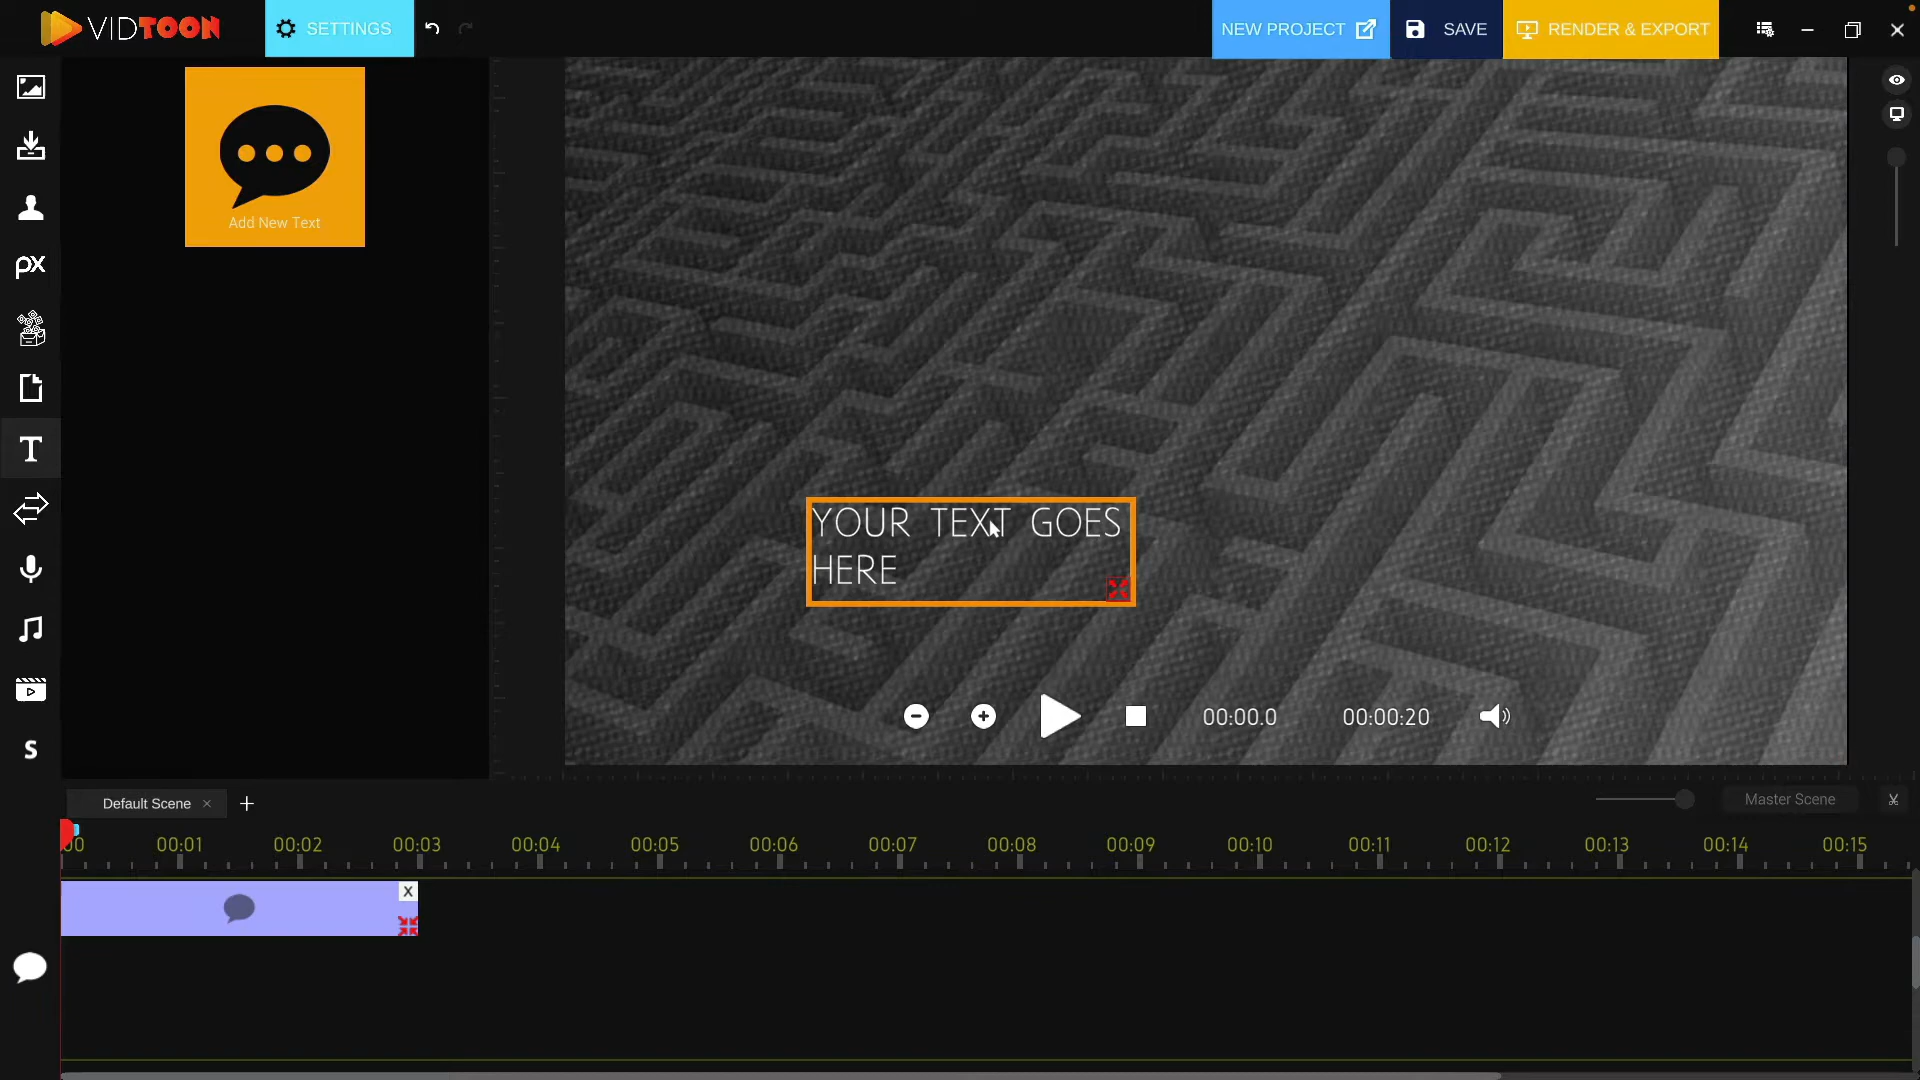 VIDTOON
SETTINGS
NEW PROJECT
SAVE
RENDER & EXPORT
Add New Text
px
T
S
YOUR TEXT GOES
HERE
00:00.0
00:00:20
Default Scene
Master Scene
00
00:01
00:02
00:03
00:04
00:05
00:06
00:07
00:08
00:09
00:10
00:11
00:12
00:13
00:14
00:15
X